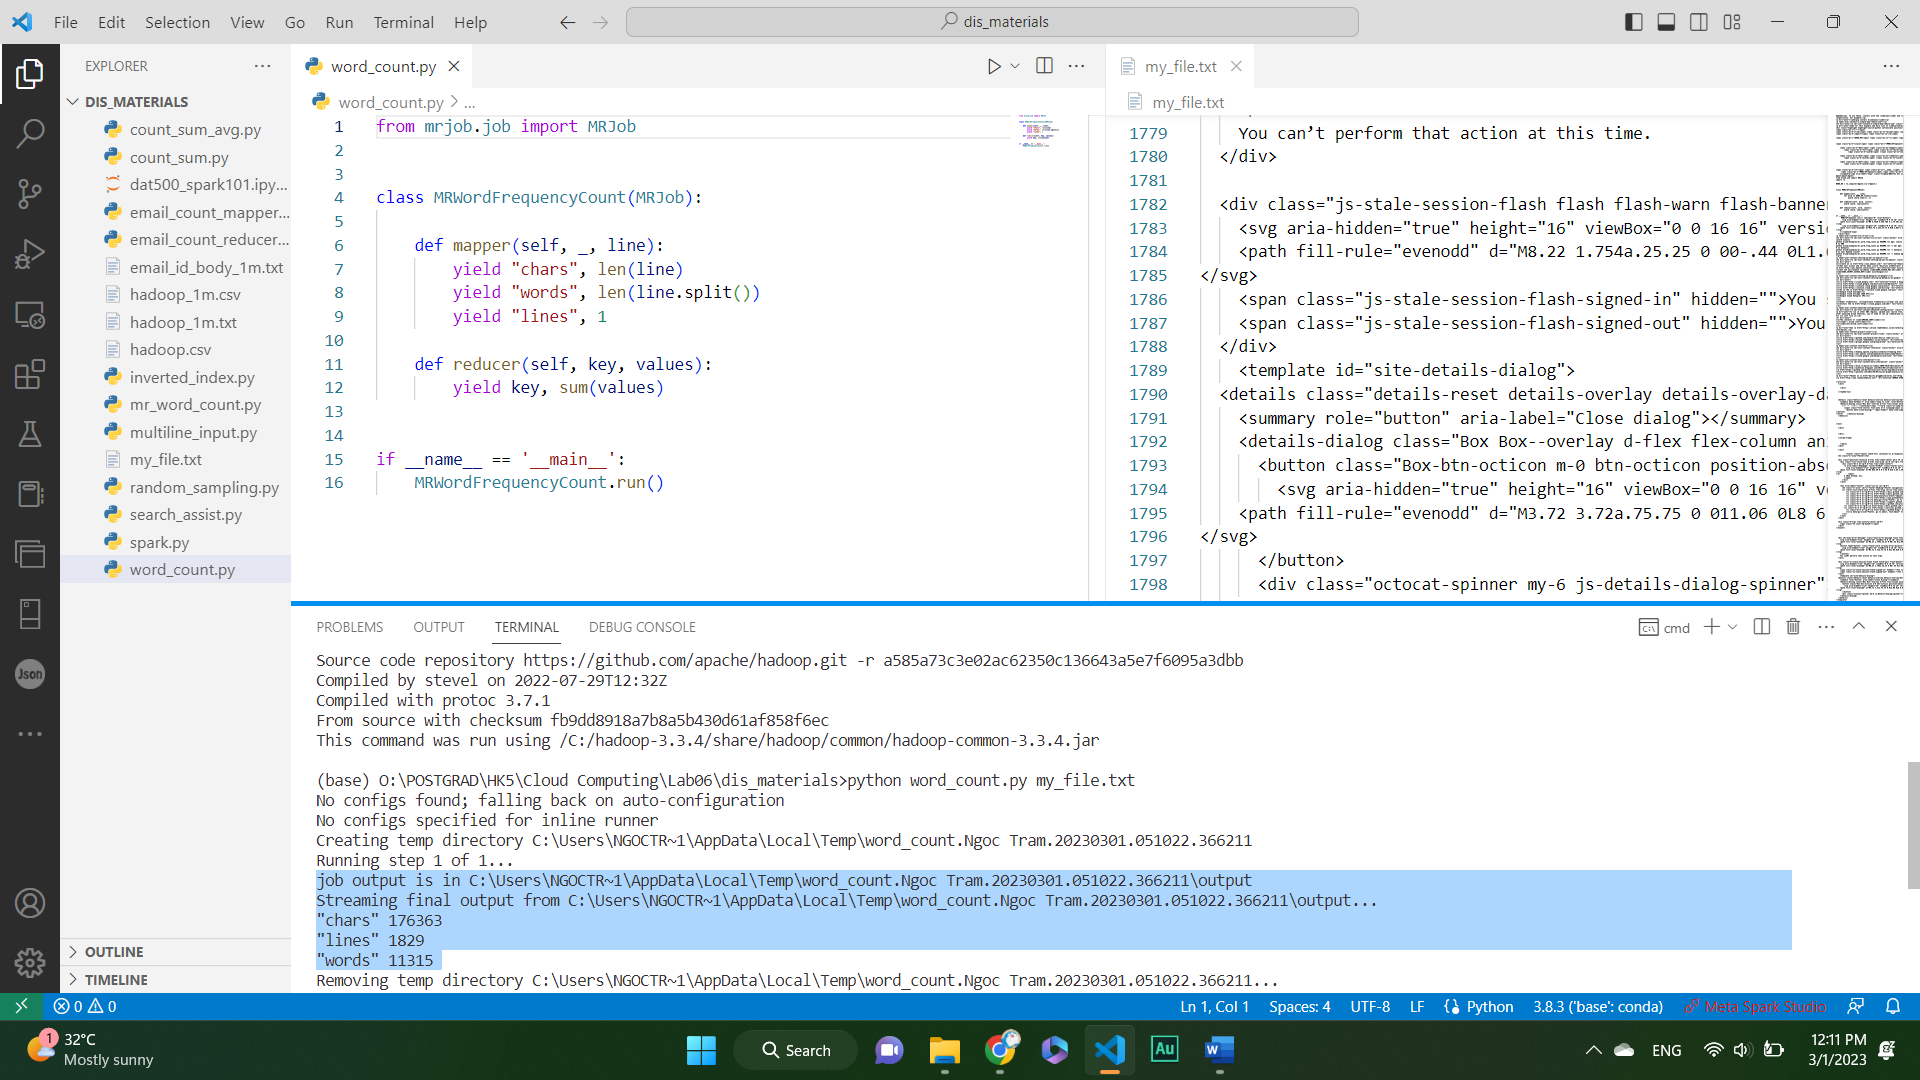 File Edit Selection View Go Run Terminal Help
dis_materials
EXPLORER
DIS_MATERIALS
count_sum_avg.py
count_sum.py
dat500_spark101.ipy...
email_count_mapper...
email_count_reducer...
email_id_body_1m.txt
hadoop_1m.csv
hadoop_1m.txt
hadoop.csv
inverted_index.py
mr_word_count.py
multiline_input.py
my_file.txt
random_sampling.py
search_assist.py
spark.py
word_count.py
OUTLINE
TIMELINE
Json
word_count.py
word_count.py > ...
1 from mrjob.job import MRJob
2
3
4 class MRWordFrequencyCount(MRJob):
5
6 def mapper(self, _, line):
7 yield "chars", len(line)
8 yield "words", len(line.split())
9 yield "lines", 1
10
11 def reducer(self, key, values):
12 yield key, sum(values)
13
14
15 if __name__ == '__main__':
16 MRWordFrequencyCount.run()
my_file.txt
my_file.txt
1779 You can’t perform that action at this time.
1780 </div>
1781
1782 <div class="js-stale-session-flash flash flash-warn flash-banner
1783 <svg aria-hidden="true" height="16" viewBox="0 0 16 16" versi
1784 <path fill-rule="evenodd" d="M8.22 1.754a.25.25 0 00-.44 0L1.
1785 </svg>
1786 <span class="js-stale-session-flash-signed-in" hidden="">You
1787 <span class="js-stale-session-flash-signed-out" hidden="">You
1788 </div>
1789 <template id="site-details-dialog">
1790 <details class="details-reset details-overlay details-overlay-d
1791 <summary role="button" aria-label="Close dialog"></summary>
1792 <details-dialog class="Box Box--overlay d-flex flex-column an
1793 <button class="Box-btn-octicon m-0 btn-octicon position-abs
1794 <svg aria-hidden="true" height="16" viewBox="0 0 16 16" v
1795 <path fill-rule="evenodd" d="M3.72 3.72a.75.75 0 011.06 0L8 6
1796 </svg>
1797 </button>
1798 <div class="octocat-spinner my-6 js-details-dialog-spinner"
PROBLEMS OUTPUT TERMINAL DEBUG CONSOLE
cmd
Source code repository https://github.com/apache/hadoop.git -r a585a73c3e02ac62350c136643a5e7f6095a3dbb
Compiled by stevel on 2022-07-29T12:32Z
Compiled with protoc 3.7.1
From source with checksum fb9dd8918a7b8a5b430d61af858f6ec
This command was run using /C:/hadoop-3.3.4/share/hadoop/common/hadoop-common-3.3.4.jar
(base) O:\POSTGRAD\HK5\Cloud Computing\Lab06\dis_materials>python word_count.py my_file.txt
No configs found; falling back on auto-configuration
No configs specified for inline runner
Creating temp directory C:\Users\NGOCTR~1\AppData\Local\Temp\word_count.Ngoc Tram.20230301.051022.366211
Running step 1 of 1...
job output is in C:\Users\NGOCTR~1\AppData\Local\Temp\word_count.Ngoc Tram.20230301.051022.366211\output
Streaming final output from C:\Users\NGOCTR~1\AppData\Local\Temp\word_count.Ngoc Tram.20230301.051022.366211\output...
"chars" 176363
"lines" 1829
"words" 11315
Removing temp directory C:\Users\NGOCTR~1\AppData\Local\Temp\word_count.Ngoc Tram.20230301.051022.366211...
0 0
Ln 1, Col 1 Spaces: 4 UTF-8 LF Python 3.8.3 ('base': conda) Meta Spark Studio
1
32°C
Mostly sunny
Search
Au
W
ENG
12:11 PM
3/1/2023